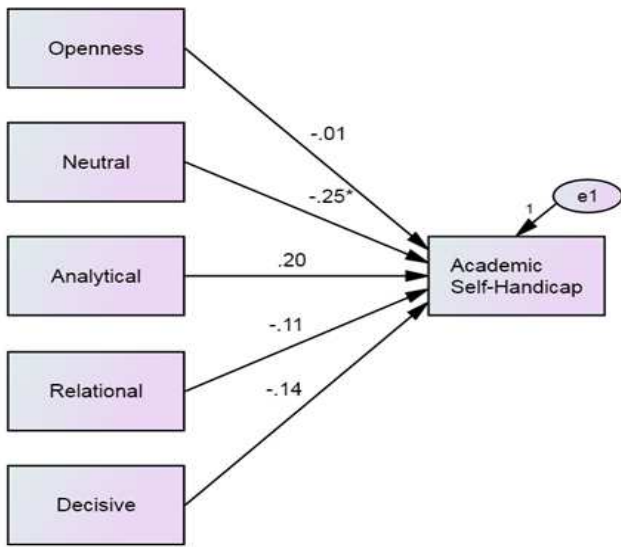 Openness
-.01
Neutral
-.25*
e1
1
Analytical
.20
Academic
Self-Handicap
Relational
-.11
-.14
Decisive